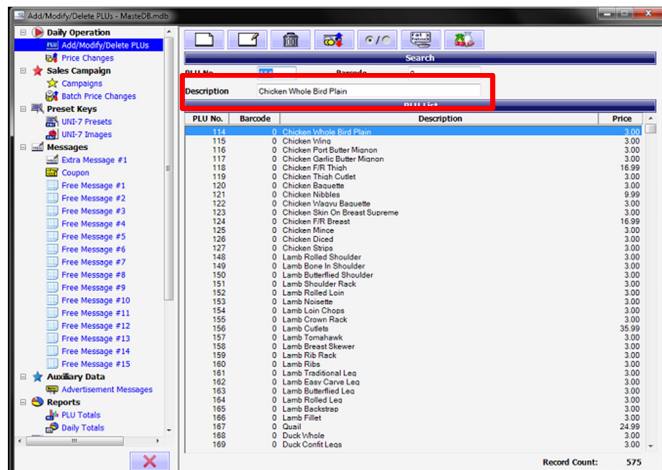 Add/Modify/Delete PLUs - MasteDB.mdb
Daily Operation
Add/Modify/Delete PLUs
Price Changes
Sales Campaign
Campaigns
Batch Price Changes
Preset Keys
UNI-7 Presets
UNI-7 Images
Messages
Extra Message #1
Coupon
Free Message #1
Free Message #2
Free Message #3
Free Message #4
Free Message #5
Free Message #6
Free Message #7
Free Message #8
Free Message #9
Free Message #10
Free Message #11
Free Message #12
Free Message #13
Free Message #14
Free Message #15
Auxiliary Data
Advertisement Messages
Reports
PLU Totals
Daily Totals
Search
PLU No. 114 Barcode 0
Description Chicken Whole Bird Plain
PLU List
PLU No. Barcode Description Price
114 0 Chicken Whole Bird Plain 3.00
115 0 Chicken Wing 3.00
116 0 Chicken Port Butter Mignon 3.00
117 0 Chicken Garlic Butter Mignon 3.00
118 0 Chicken F/R Thigh 16.99
119 0 Chicken Thigh Cutlet 3.00
120 0 Chicken Baguette 3.00
121 0 Chicken Nibbles 9.99
122 0 Chicken Wagyu Baguette 3.00
123 0 Chicken Skin On Breast Supreme 3.00
124 0 Chicken F/R Breast 16.99
125 0 Chicken Mince 3.00
126 0 Chicken Diced 3.00
127 0 Chicken Strips 3.00
148 0 Lamb Rolled Shoulder 3.00
149 0 Lamb Bone In Shoulder 3.00
150 0 Lamb Butterflied Shoulder 3.00
151 0 Lamb Shoulder Rack 3.00
152 0 Lamb Rolled Loin 3.00
153 0 Lamb Noisette 3.00
154 0 Lamb Loin Chops 3.00
155 0 Lamb Crown Rack 3.00
156 0 Lamb Cutlets 35.99
157 0 Lamb Tomahawk 3.00
158 0 Lamb Breast Skewer 3.00
159 0 Lamb Rib Rack 3.00
160 0 Lamb Ribs 3.00
161 0 Lamb Traditional Leg 3.00
162 0 Lamb Easy Carve Leg 3.00
163 0 Lamb Butterflied Leg 3.00
164 0 Lamb Rolled Leg 3.00
165 0 Lamb Backstrap 3.00
166 0 Lamb Fillet 3.00
167 0 Quail 24.99
168 0 Duck Whole 3.00
169 0 Duck Confit Legs 3.00
Record Count: 575